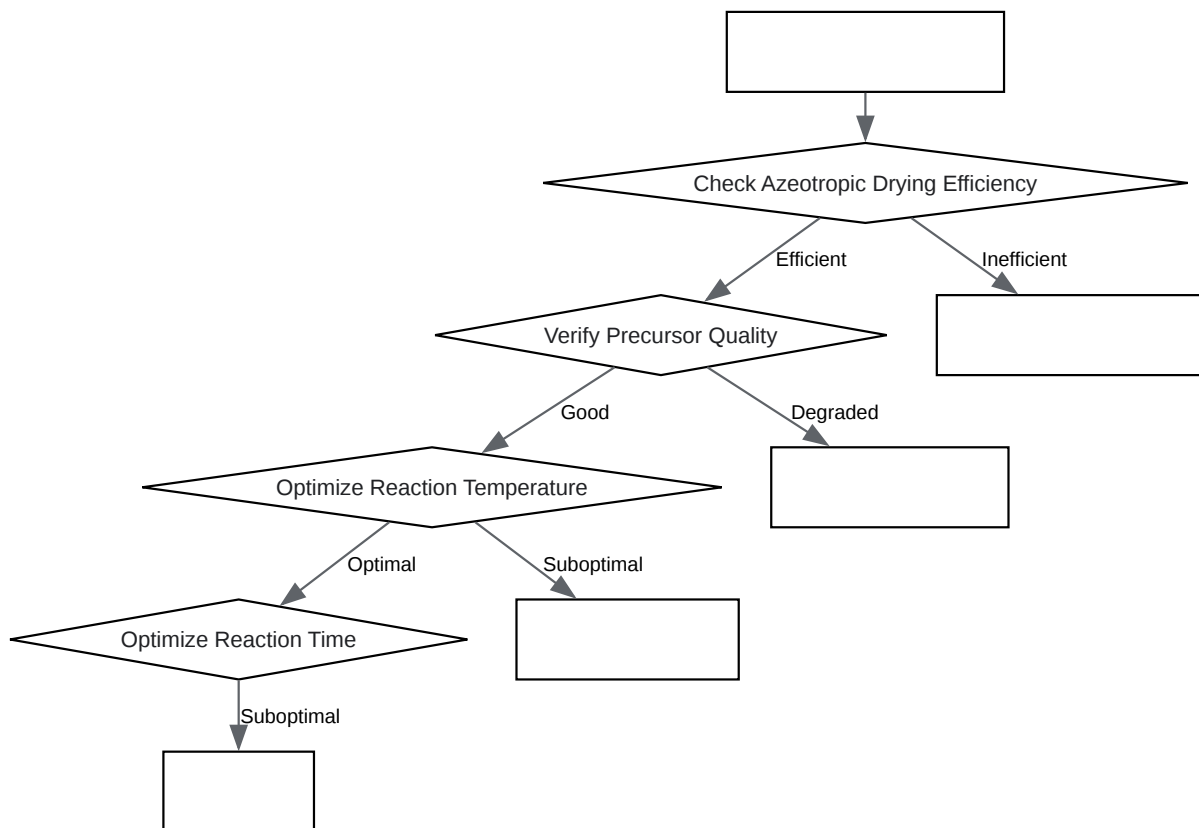 Check Azeotropic Drying Efficiency
Efficient
Inefficient
Verify Precursor Quality
Good
Degraded
Optimize Reaction Temperature
Optimal
Suboptimal
Optimize Reaction Time
Suboptimal